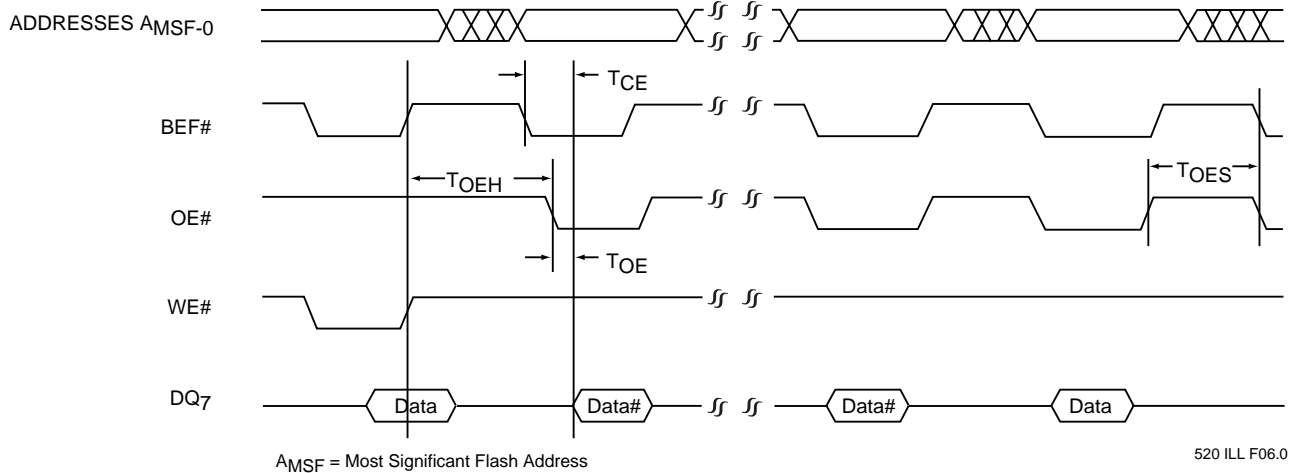 ADDRESSES AMSF-0
TCE
BEF#
TOEH
TOES
OE#
TOE
WE#
DQ7
Data
Data#
Data#
Data
AMSF = Most Significant Flash Address
520 ILL F06.0